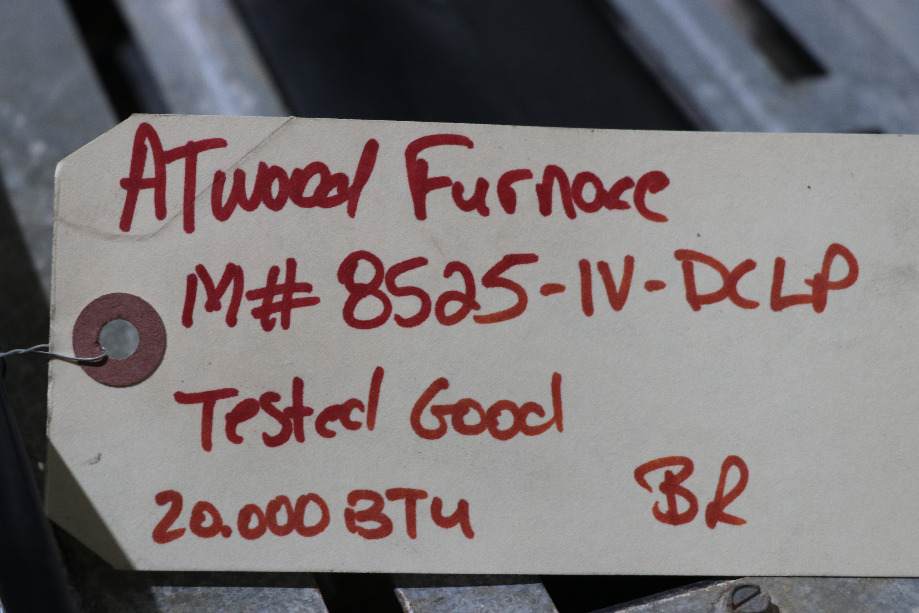 ATwood Furnace
M# 8525-IV-DCLP
Tested Good
20.000 BTU BR